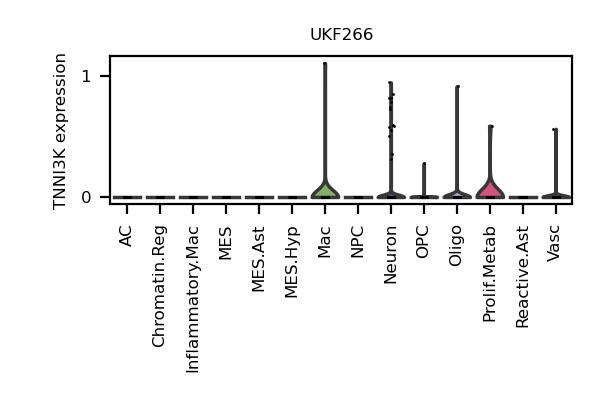 UKF266
TNNI3K expression
1
0
AC
Chromatin.Reg
Inflammatory.Mac
MES
MES.Ast
MES.Hyp
Mac
NPC
Neuron
OPC
Oligo
Prolif.Metab
Reactive.Ast
Vasc